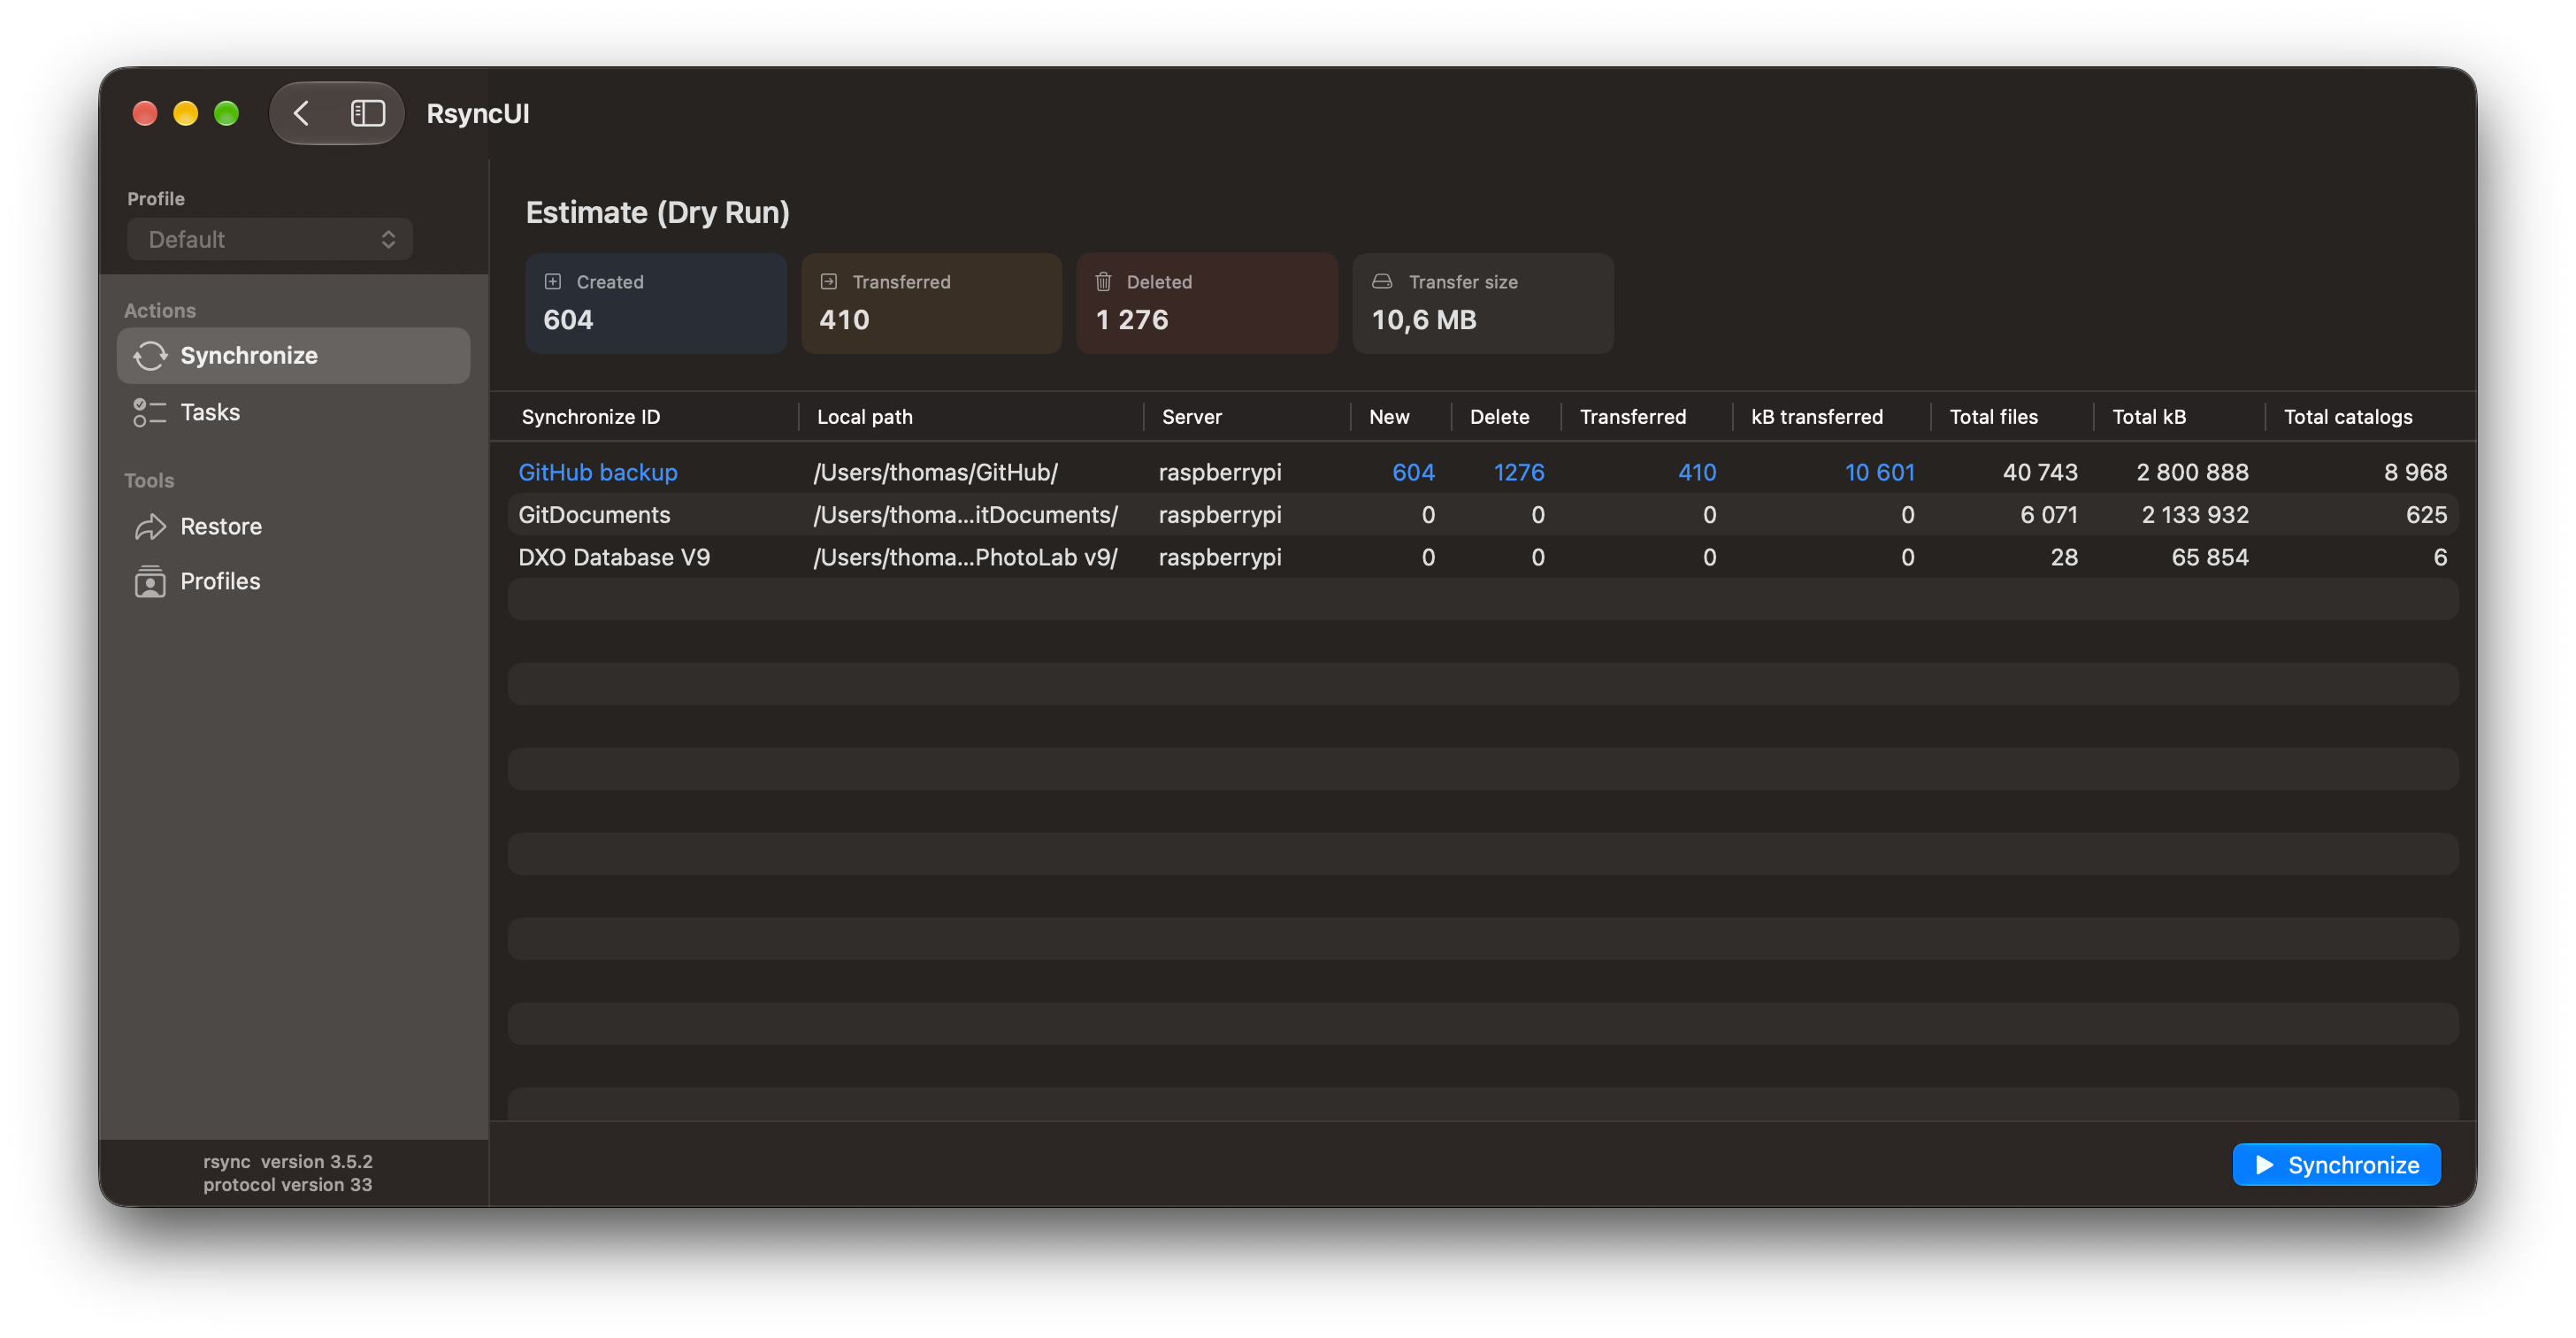 RsyncUI
Profile
Default
Actions
Synchronize
Tasks
Tools
Restore
Profiles
rsync  version 3.5.2
protocol version 33
Estimate (Dry Run)
Created Transferred Deleted Transfer size
604 410 1 276 10,6 MB
Synchronize ID Local path Server New Delete Transferred kB transferred Total files Total kB Total catalogs
GitHub backup /Users/thomas/GitHub/ raspberrypi 604 1276 410 10 601 40 743 2 800 888 8 968
GitDocuments /Users/thoma...itDocuments/ raspberrypi 0 0 0 0 6 071 2 133 932 625
DXO Database V9 /Users/thoma...PhotoLab v9/ raspberrypi 0 0 0 0 28 65 854 6
Synchronize